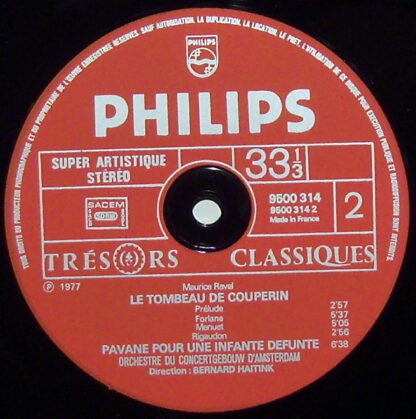 TOUS DROITS DU PRODUCTEUR PHONOGRAPHIQUE ET DU PROPRIETAIRE DE L'ŒUVRE ENREGISTREE RESERVES. SAUF AUTORISATION, LA DUPLICATION, LA LOCATION, LE PRET, L'UTILISATION DE CE DISQUE POUR EXECUTION PUBLIQUE ET RADIODIFFUSION SONT INTERDITS.
PHILIPS
PHILIPS
SUPER ARTISTIQUE
STÉRÉO
33 1/3
SACEM
9500 314
9500 314 2
Made in France
2
TRÉSORS CLASSIQUES
Ⓟ 1977
Maurice Ravel
LE TOMBEAU DE COUPERIN
Prélude 2'57
Forlane 5'37
Menuet 5'05
Rigaudon 2'56
PAVANE POUR UNE INFANTE DEFUNTE 6'38
ORCHESTRE DU CONCERTGEBOUW D'AMSTERDAM
Direction : BERNARD HAITINK